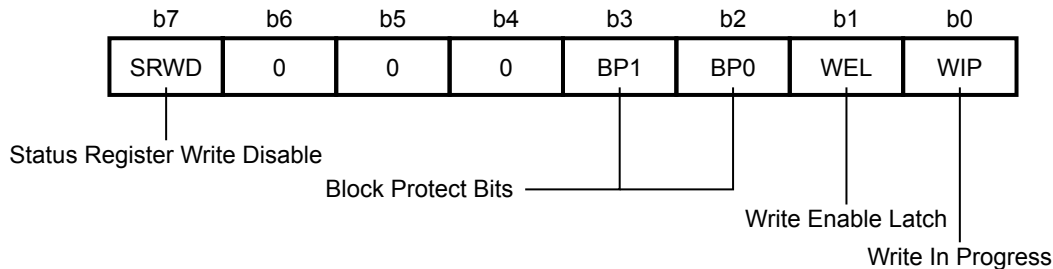 b7 b6 b5 b4 b3 b2 b1 b0
SRWD 0 0 0 BP1 BP0 WEL WIP
Status Register Write Disable
Block Protect Bits
Write Enable Latch
Write In Progress